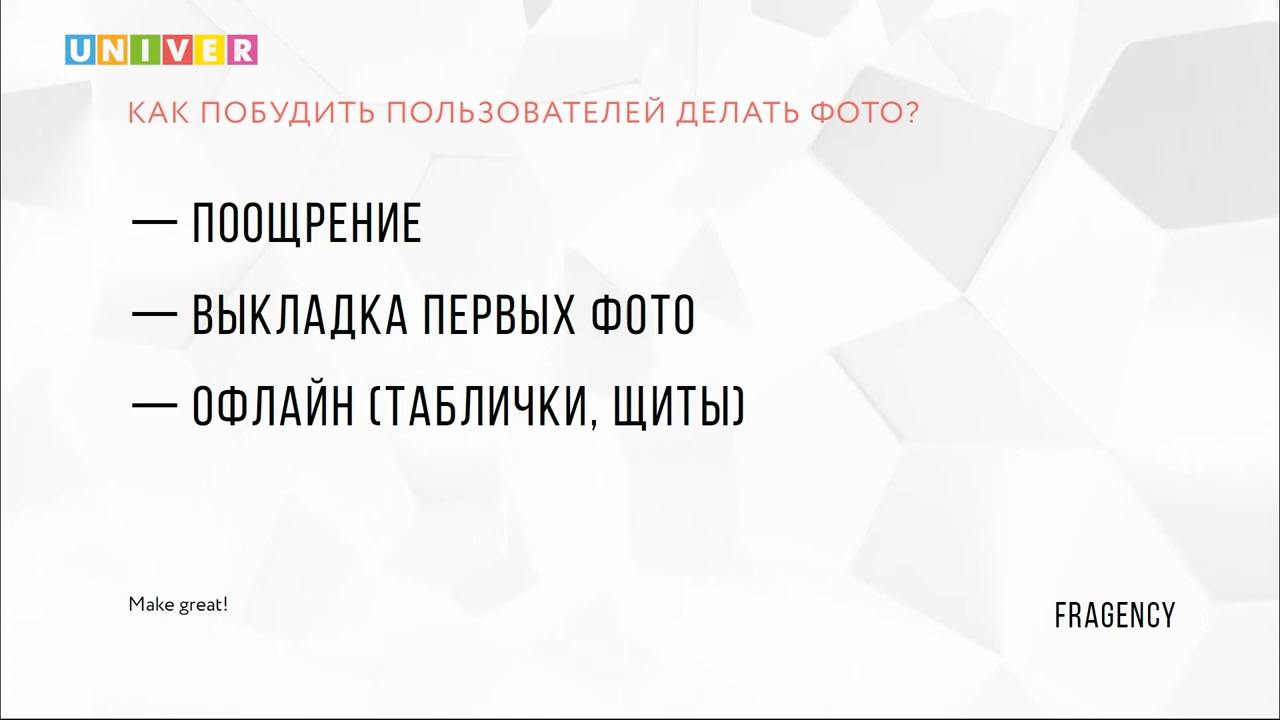 UNIVER
КАК ПОБУДИТЬ ПОЛЬЗОВАТЕЛЕЙ ДЕЛАТЬ ФОТО?
— ПООЩРЕНИЕ
— ВЫКЛАДКА ПЕРВЫХ ФОТО
— ОФЛАЙН (ТАБЛИЧКИ, ЩИТЫ)
Make great!
FRAGENCY